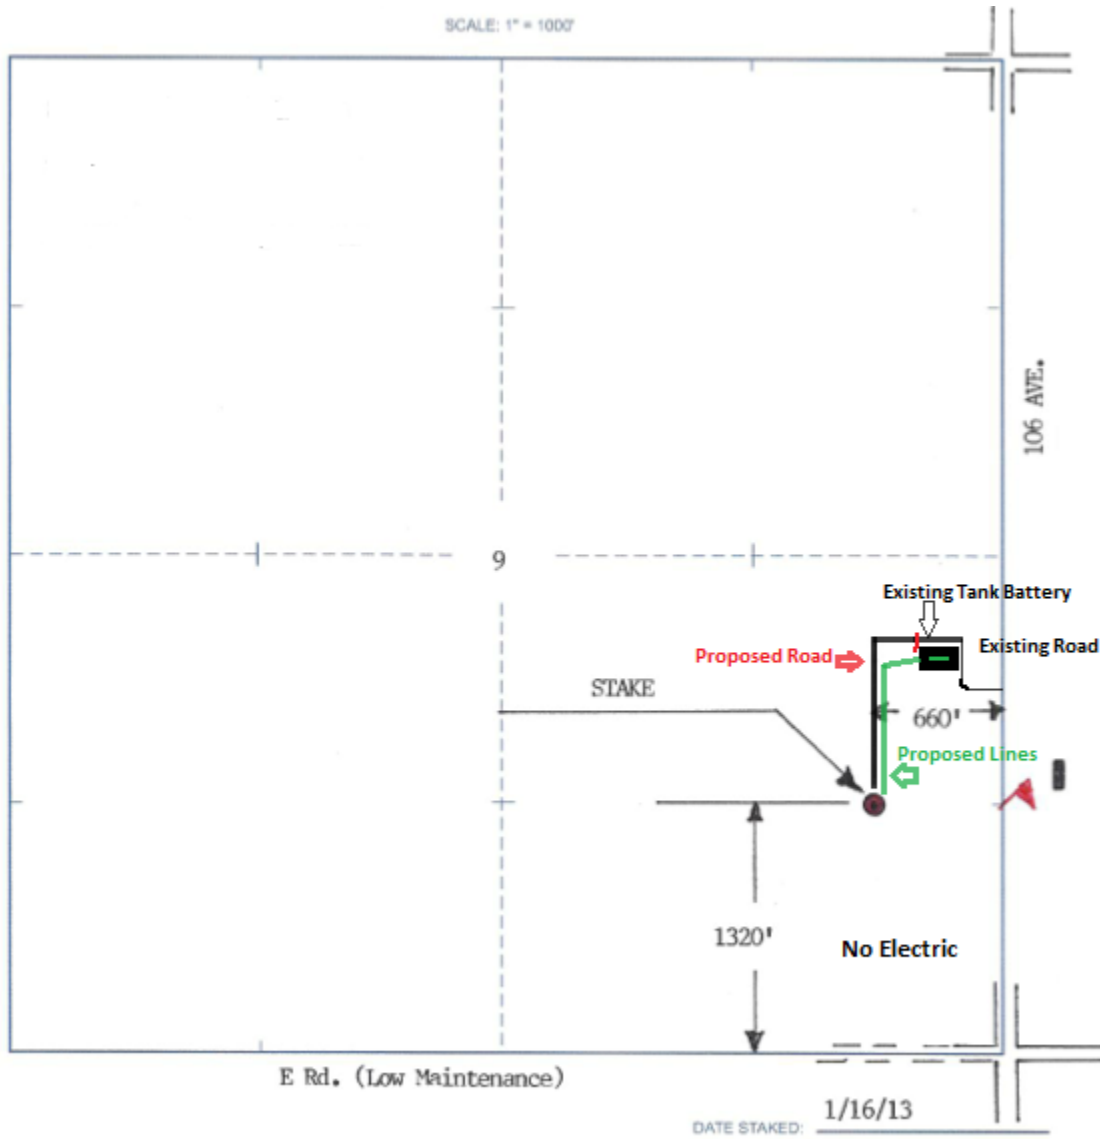 SCALE: 1" = 1000'
106 AVE.
9
Existing Tank Battery
Existing Road
Proposed Road
STAKE
660'
Proposed Lines
1320'
No Electric
E Rd. (Low Maintenance)
1/16/13
DATE STAKED: